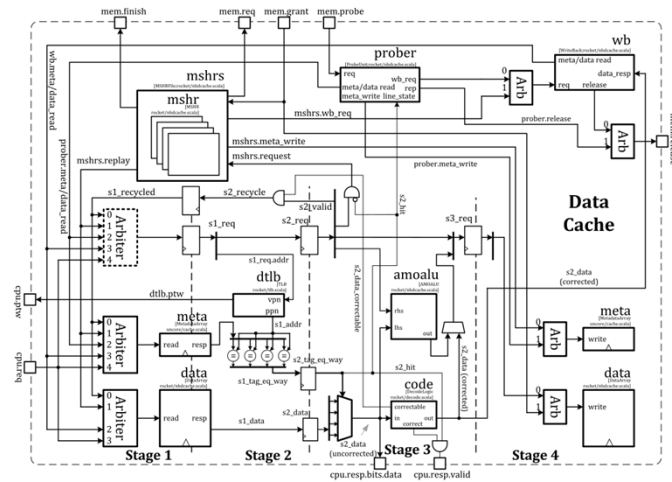 mem.finish
mem.req
mem.grant
mem.probe
wb.meta/data_read
prober.meta/data_read
mshrs.replay
mshrs
mshr
prober
req
meta/data read
meta_write
wb_req
rep
line_state
wb
meta/data read
data_resp
req
release
0
1
Arb
0
1
Arb
mshrs.wb_req
prober.release
mshrs.meta_write
mshrs.request
prober.meta_write
s1_recycled
s2_recycle
s2_valid
s2_hit
Data
Cache
0
1
2
3
4
Arbiter
s1_req
s2_req
s3_req
s1_req.addr
s2_data_correctable
s2_data
(corrected)
cpu.ptw
dtlb.ptw
dtlb
vpn
ppn
s1_addr
amoalu
rhs
lhs
out
cpu.req
0
1
2
3
4
Arbiter
meta
read
resp
s2_tag_eq_way
s1_tag_eq_way
s2_hit
s2_data
(corrected)
0
1
Arb
meta
write
0
1
2
3
Arbiter
data
read
resp
s1_data
s2_data
s2_data
(uncorrected)
code
correctable
in
out
correct
0
1
Arb
data
write
Stage 1
Stage 2
Stage 3
Stage 4
cpu.resp.bits.data
cpu.resp.valid